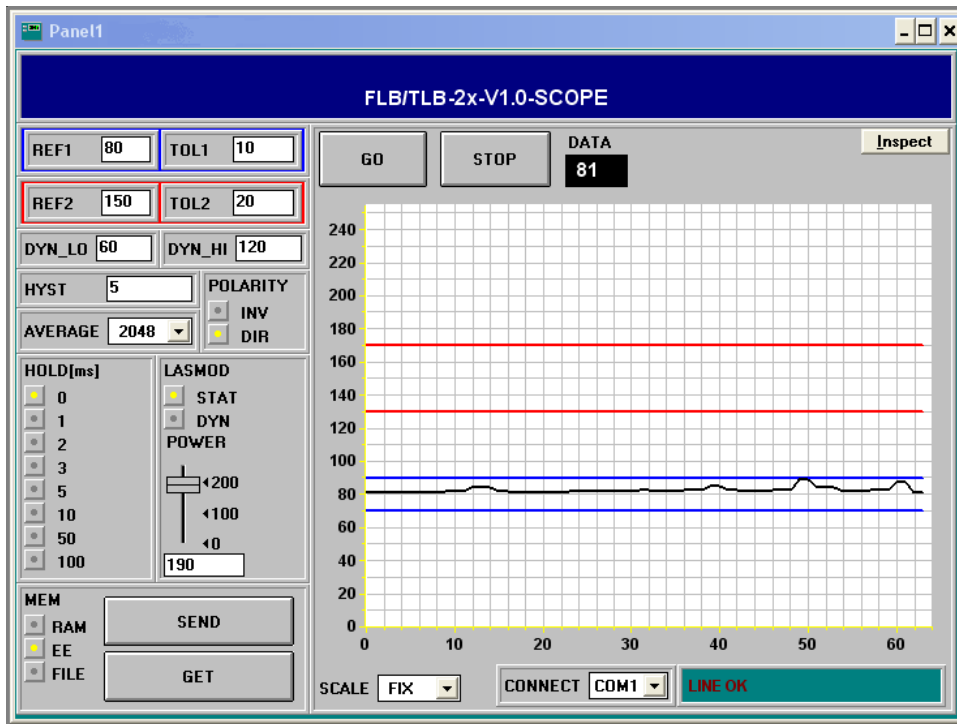 Panel1
FLB/TLB-2x-V1.0-SCOPE
REF1 80 TOL1 10
REF2 150 TOL2 20
DYN_LO 60 DYN_HI 120
HYST 5
POLARITY
INV
DIR
AVERAGE 2048
HOLD[ms]
0
1
2
3
5
10
50
100
LASMOD
STAT
DYN
POWER
200
100
0
190
MEM
RAM
EE
FILE
SEND
GET
GO
STOP
DATA
81
Inspect
240
220
200
180
160
140
120
100
80
60
40
20
0
0 10 20 30 40 50 60
SCALE FIX
CONNECT COM1
LINE OK